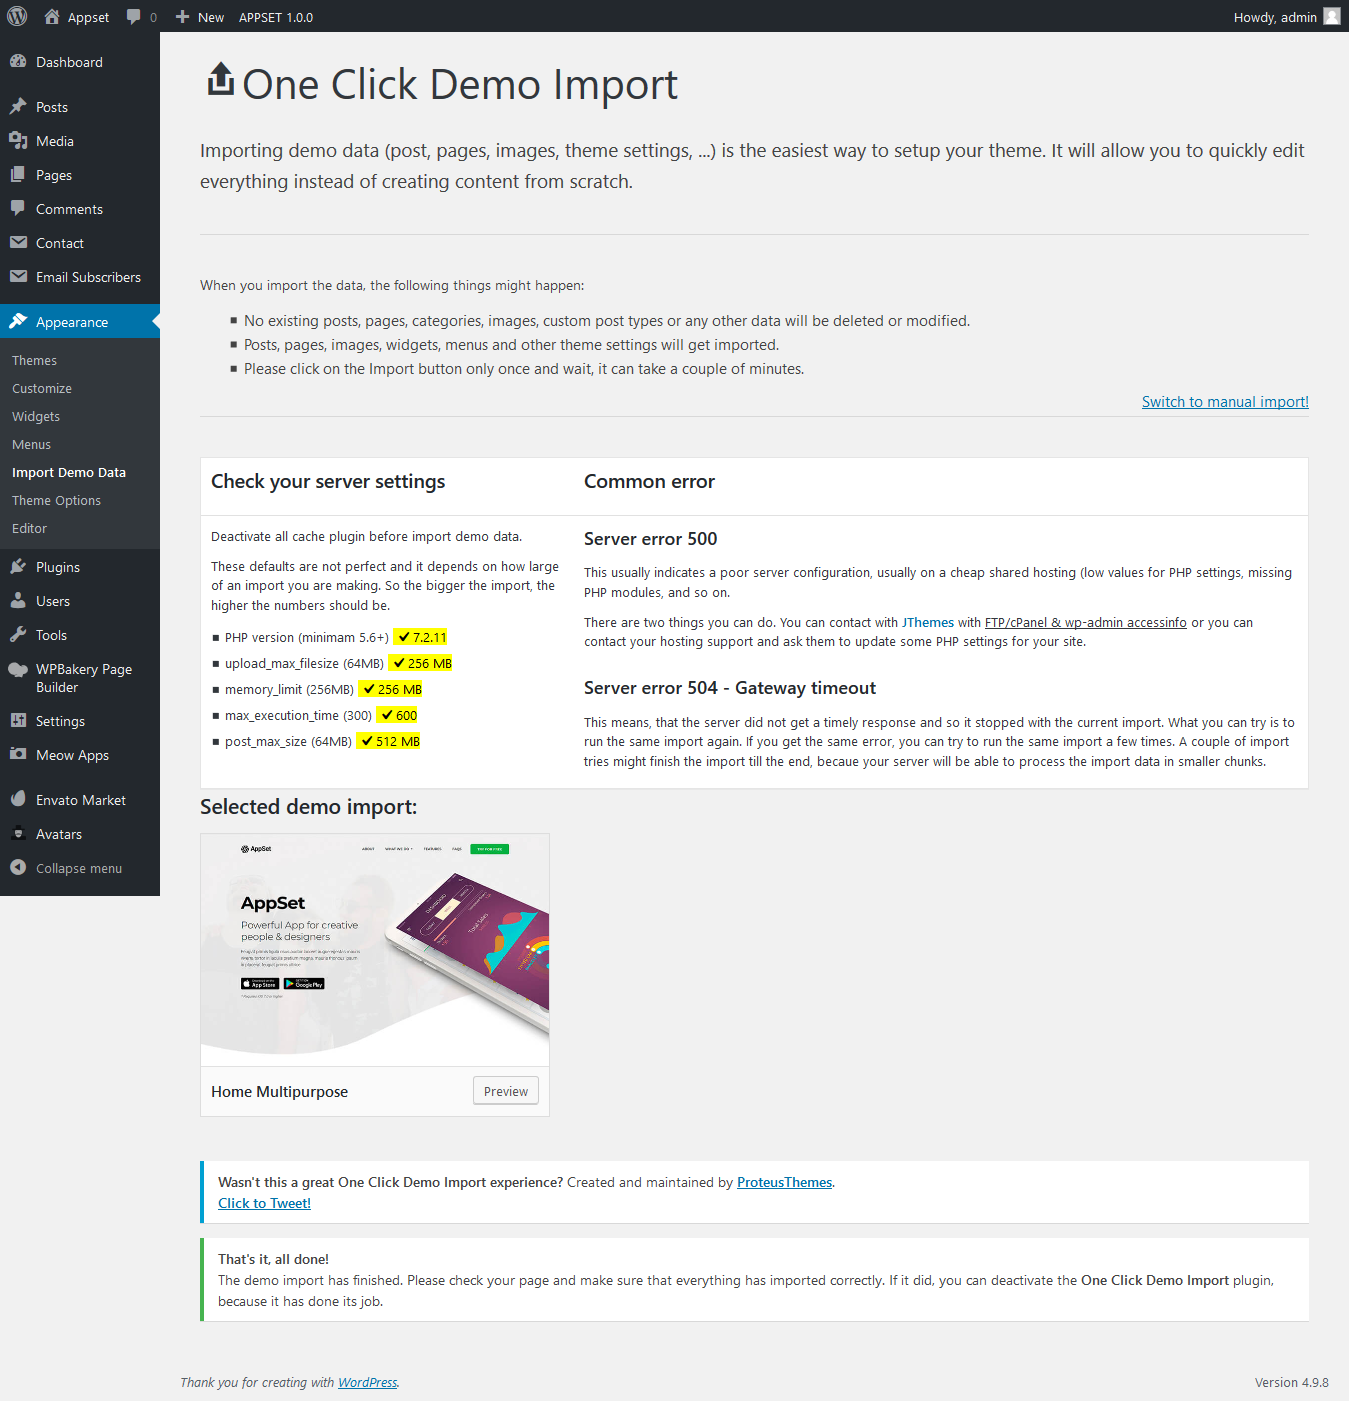 Appset
0
New
APPSET 1.0.0
Howdy, admin
Dashboard
Posts
Media
Pages
Comments
Contact
Email Subscribers
Appearance
Themes
Customize
Widgets
Menus
Import Demo Data
Theme Options
Editor
Plugins
Users
Tools
WPBakery Page
Builder
Settings
Meow Apps
Envato Market
Avatars
Collapse menu
One Click Demo Import
Importing demo data (post, pages, images, theme settings, ...) is the easiest way to setup your theme. It will allow you to quickly edit
everything instead of creating content from scratch.
When you import the data, the following things might happen:
No existing posts, pages, categories, images, custom post types or any other data will be deleted or modified.
Posts, pages, images, widgets, menus and other theme settings will get imported.
Please click on the Import button only once and wait, it can take a couple of minutes.
Switch to manual import!
Check your server settings
Deactivate all cache plugin before import demo data.
These defaults are not perfect and it depends on how large
of an import you are making. So the bigger the import, the
higher the numbers should be.
PHP version (minimam 5.6+) ✔ 7.2.11
upload_max_filesize (64MB) ✔ 256 MB
memory_limit (256MB) ✔ 256 MB
max_execution_time (300) ✔ 600
post_max_size (64MB) ✔ 512 MB
Common error
Server error 500
This usually indicates a poor server configuration, usually on a cheap shared hosting (low values for PHP settings, missing
PHP modules, and so on.
There are two things you can do. You can contact with JThemes with FTP/cPanel & wp-admin accessinfo or you can
contact your hosting support and ask them to update some PHP settings for your site.
Server error 504 - Gateway timeout
This means, that the server did not get a timely response and so it stopped with the current import. What you can try is to
run the same import again. If you get the same error, you can try to run the same import a few times. A couple of import
tries might finish the import till the end, becaue your server will be able to process the import data in smaller chunks.
Selected demo import:
AppSet
ABOUT
WHAT WE DO
FEATURES
FAQS
TRY FOR FREE
AppSet
Powerful App for creative
people & designers
App Store
Google Play
Home Multipurpose
Preview
Wasn't this a great One Click Demo Import experience? Created and maintained by ProteusThemes.
Click to Tweet!
That's it, all done!
The demo import has finished. Please check your page and make sure that everything has imported correctly. If it did, you can deactivate the One Click Demo Import plugin,
because it has done its job.
Thank you for creating with WordPress.
Version 4.9.8